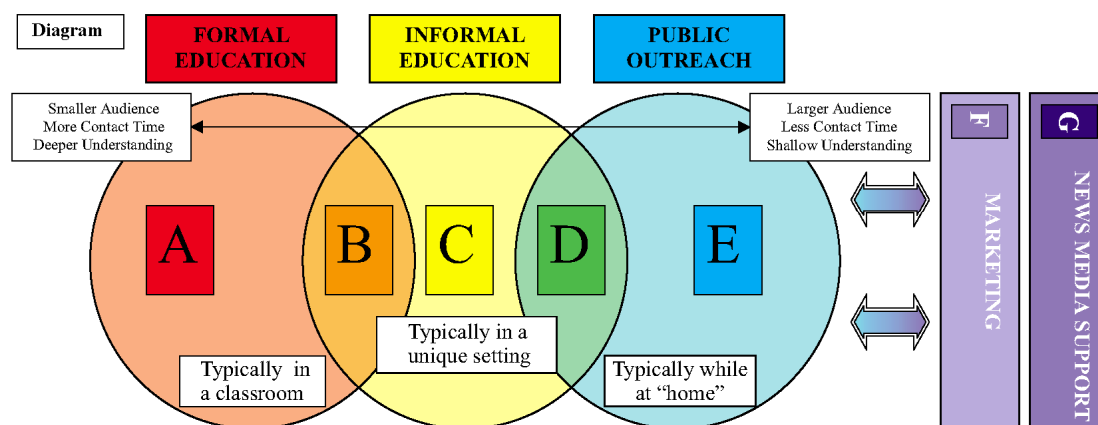 Diagram
FORMAL
EDUCATION
INFORMAL
EDUCATION
PUBLIC
OUTREACH
Smaller Audience
More Contact Time
Deeper Understanding
Larger Audience
Less Contact Time
Shallow Understanding
A
B
C
D
E
Typically in
a classroom
Typically in a
unique setting
Typically while
at “home”
F
MARKETING
G
NEWS MEDIA SUPPORT